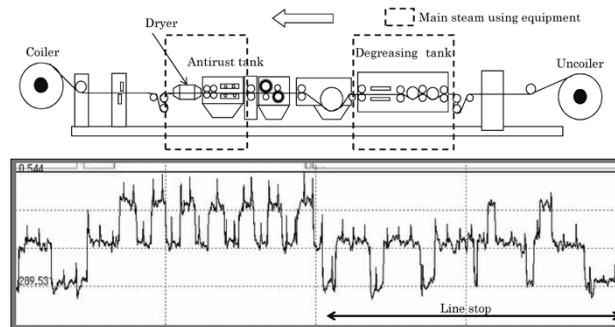 Main steam using equipment
Dryer
Coiler
Antirust tank
Degreasing tank
Uncoiler
0.544
289.53
Line stop